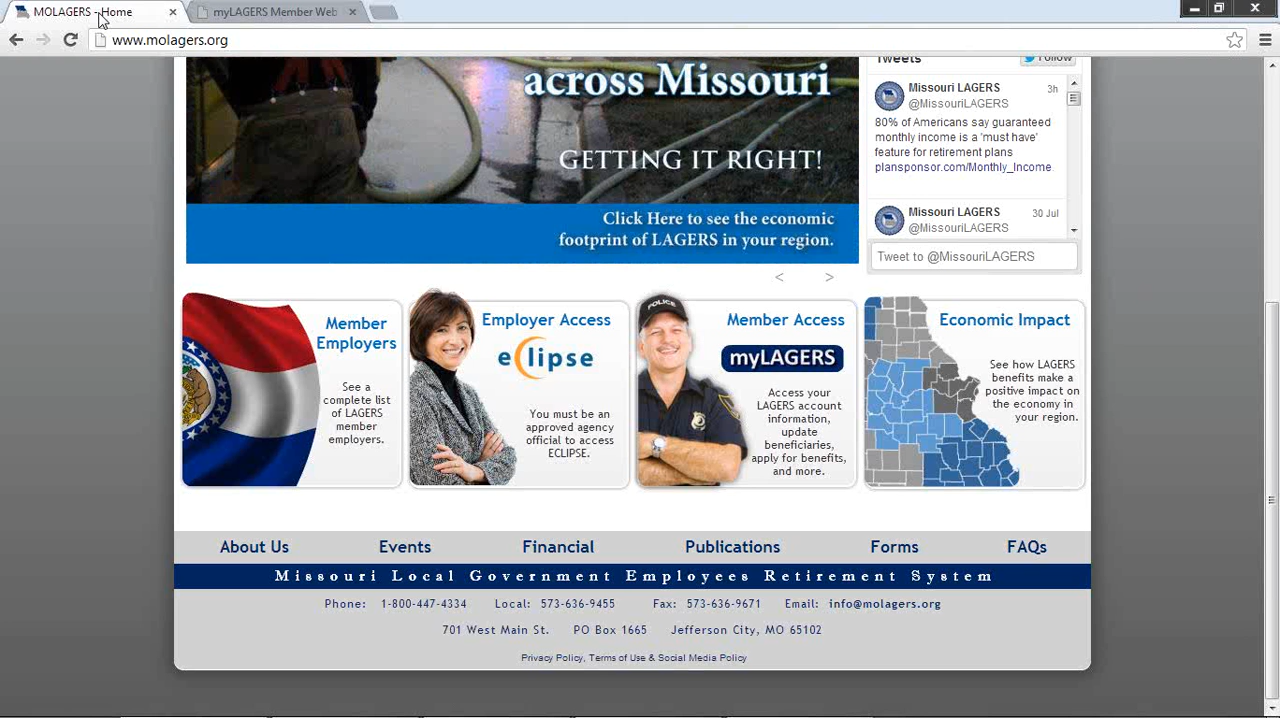 MOLAGERS - Home
myLAGERS Member Web
www.molagers.org
across Missouri
GETTING IT RIGHT!
Click Here to see the economic
footprint of LAGERS in your region.
< >
Tweets
Follow
Missouri LAGERS 3h
@MissouriLAGERS
80% of Americans say guaranteed
monthly income is a 'must have'
feature for retirement plans
plansponsor.com/Monthly_Income
Missouri LAGERS 30 Jul
@MissouriLAGERS
Tweet to @MissouriLAGERS
Member
Employers
See a
complete list
of LAGERS
member
employers.
Employer Access
eclipse
You must be an
approved agency
official to access
ECLIPSE.
POLICE
Member Access
myLAGERS
Access your
LAGERS account
information,
update
beneficiaries,
apply for benefits,
and more.
Economic Impact
See how LAGERS
benefits make a
positive impact on
the economy in
your region.
About Us Events Financial Publications Forms FAQs
Missouri Local Government Employees Retirement System
Phone: 1-800-447-4334 Local: 573-636-9455 Fax: 573-636-9671 Email: info@molagers.org
701 West Main St. PO Box 1665 Jefferson City, MO 65102
Privacy Policy, Terms of Use & Social Media Policy